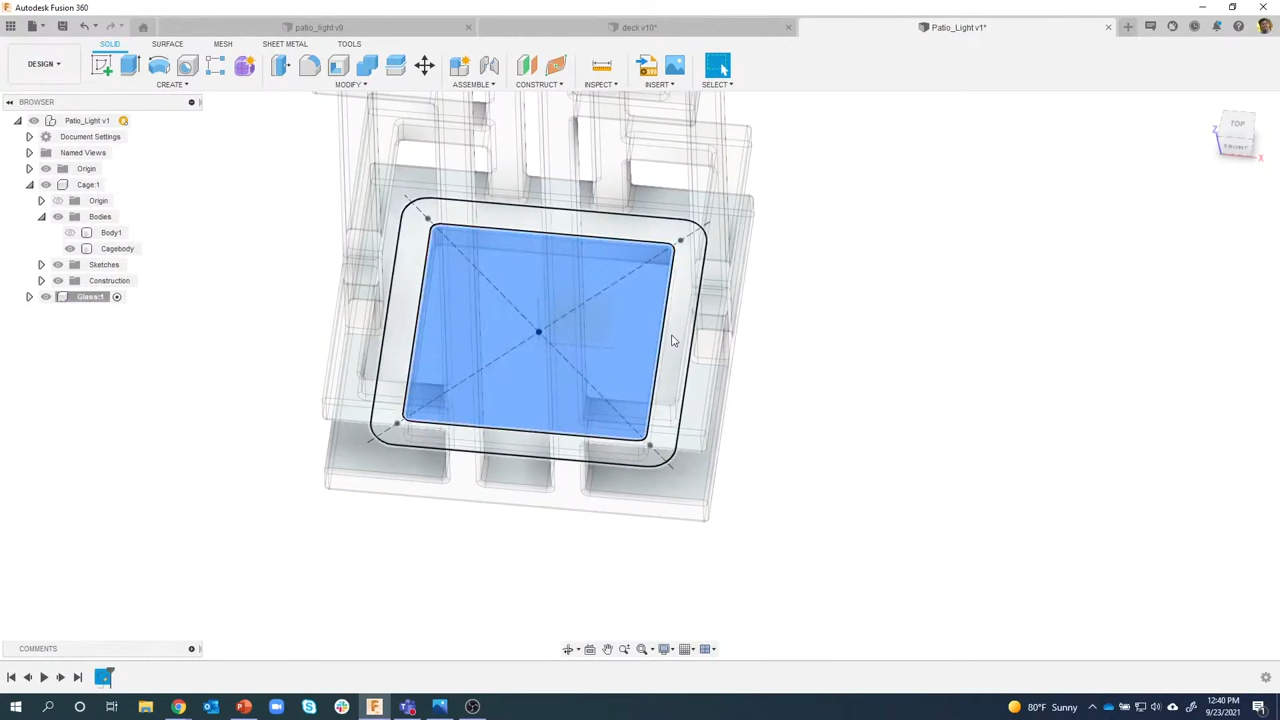 Autodesk Fusion 360
patio_light v9
deck v10*
Patio_Light v1*
SOLID
SURFACE
MESH
SHEET METAL
TOOLS
DESIGN
CREATE
MODIFY
ASSEMBLE
CONSTRUCT
INSPECT
INSERT
SELECT
BROWSER
Patio_Light v1
Document Settings
Named Views
Origin
Cage:1
Origin
Bodies
Body1
Cagebody
Sketches
Construction
Glass:1
TOP
FRONT
Z
X
COMMENTS
80°F Sunny
12:40 PM
9/23/2021